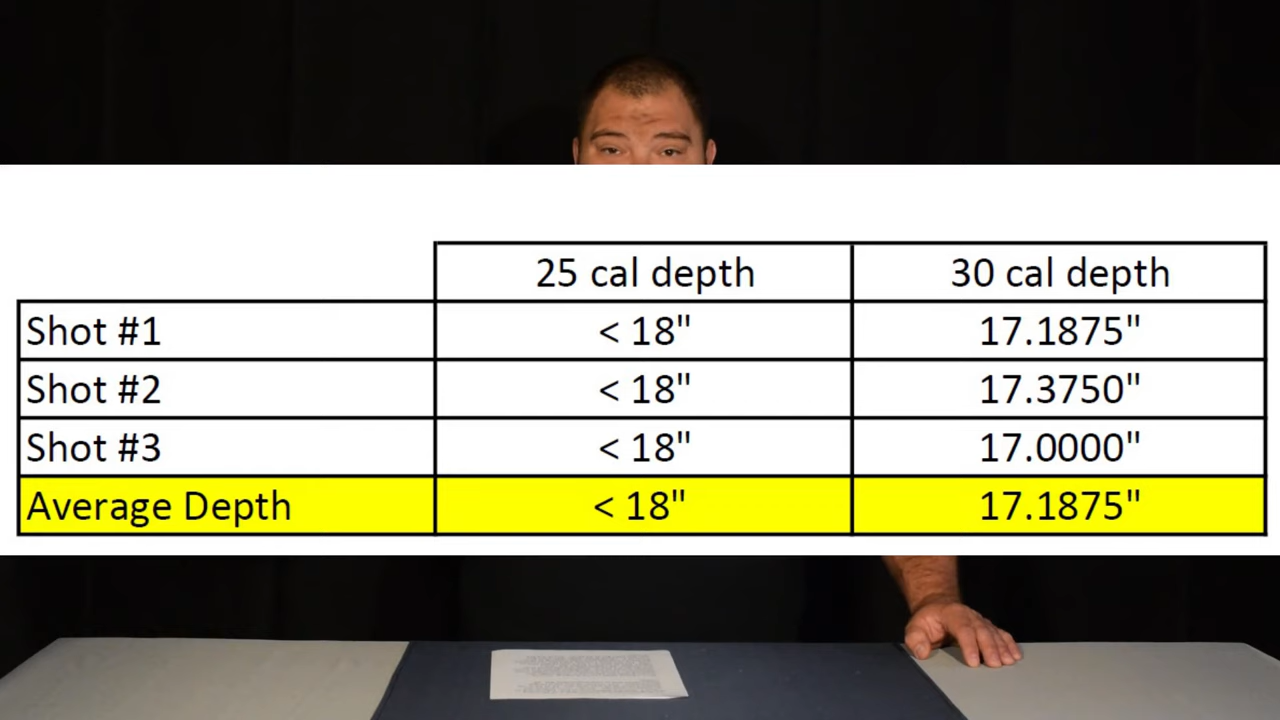 25 cal depth 30 cal depth
Shot #1 < 18" 17.1875"
Shot #2 < 18" 17.3750"
Shot #3 < 18" 17.0000"
Average Depth < 18" 17.1875"